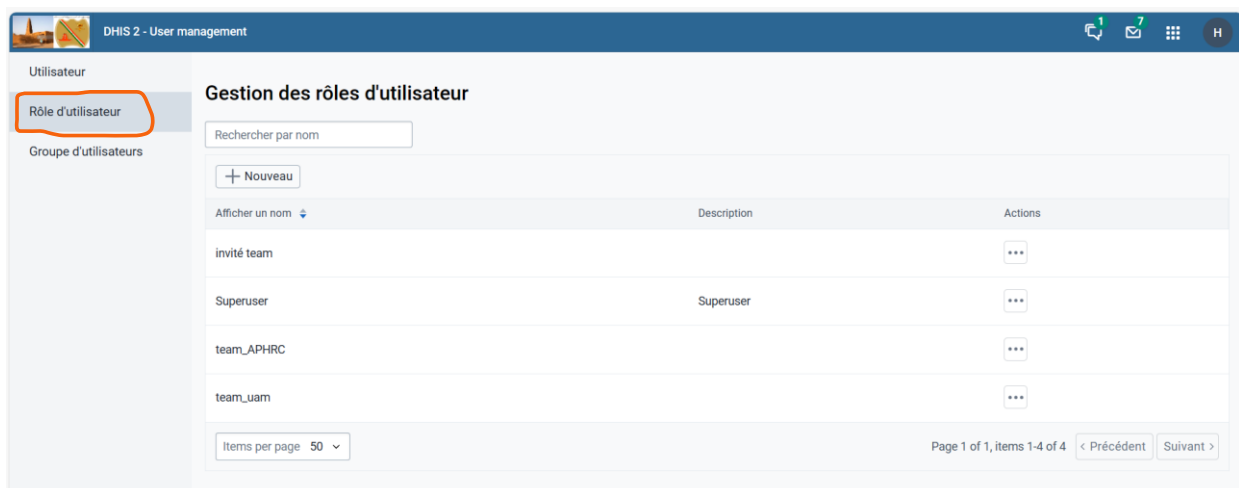 DHIS 2 - User management
1
7
H
Utilisateur
Rôle d'utilisateur
Groupe d'utilisateurs
Gestion des rôles d'utilisateur
Rechercher par nom
+ Nouveau
Afficher un nom Description Actions
invité team
Superuser Superuser
team_APHRC
team_uam
Items per page 50
Page 1 of 1, items 1-4 of 4 < Précédent Suivant >